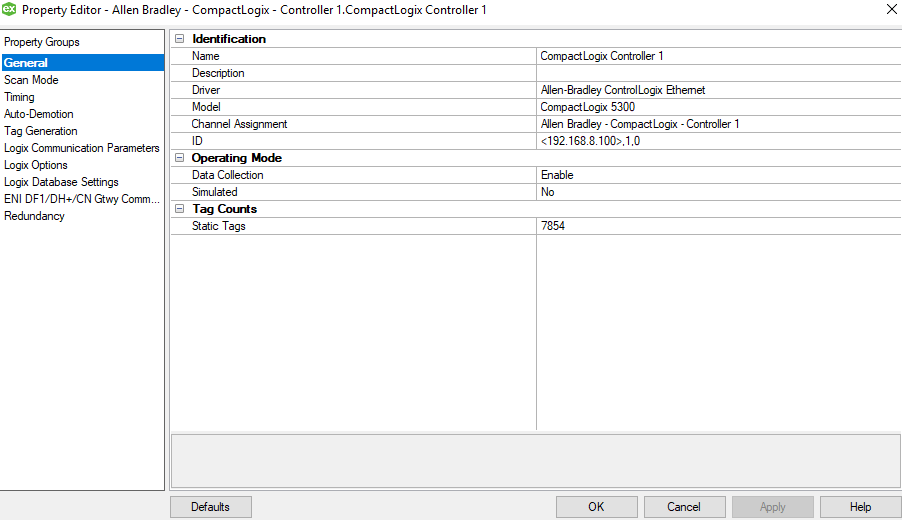 Property Editor - Allen Bradley - CompactLogix - Controller 1.CompactLogix Controller 1
Property Groups
General
Scan Mode
Timing
Auto-Demotion
Tag Generation
Logix Communication Parameters
Logix Options
Logix Database Settings
ENI DF1/DH+/CN Gtwy Comm...
Redundancy
Identification
Name CompactLogix Controller 1
Description
Driver Allen-Bradley ControlLogix Ethernet
Model CompactLogix 5300
Channel Assignment Allen Bradley - CompactLogix - Controller 1
ID <192.168.8.100>,1,0
Operating Mode
Data Collection Enable
Simulated No
Tag Counts
Static Tags 7854
Defaults OK Cancel Apply Help